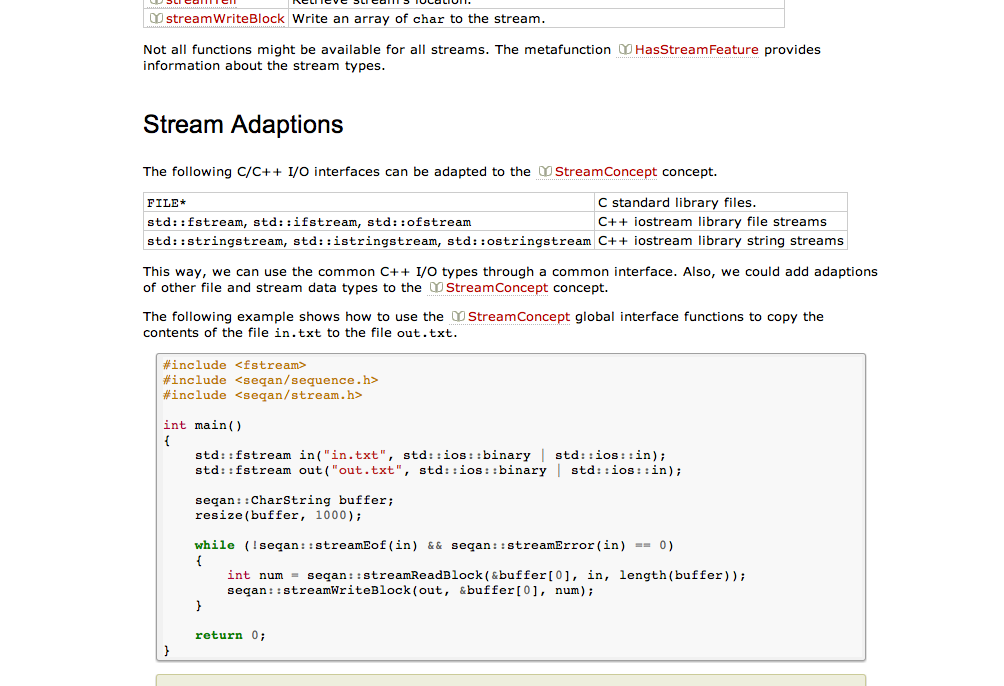 streamTell Retrieve stream's location.
streamWriteBlock Write an array of char to the stream.
Not all functions might be available for all streams. The metafunction HasStreamFeature provides
information about the stream types.
Stream Adaptions
The following C/C++ I/O interfaces can be adapted to the StreamConcept concept.
FILE* C standard library files.
std::fstream, std::ifstream, std::ofstream C++ iostream library file streams
std::stringstream, std::istringstream, std::ostringstream C++ iostream library string streams
This way, we can use the common C++ I/O types through a common interface. Also, we could add adaptions
of other file and stream data types to the StreamConcept concept.
The following example shows how to use the StreamConcept global interface functions to copy the
contents of the file in.txt to the file out.txt.
#include <fstream>
#include <seqan/sequence.h>
#include <seqan/stream.h>
int main()
{
    std::fstream in("in.txt", std::ios::binary | std::ios::in);
    std::fstream out("out.txt", std::ios::binary | std::ios::in);
    seqan::CharString buffer;
    resize(buffer, 1000);
    while (!seqan::streamEof(in) && seqan::streamError(in) == 0)
    {
        int num = seqan::streamReadBlock(&buffer[0], in, length(buffer));
        seqan::streamWriteBlock(out, &buffer[0], num);
    }
    return 0;
}